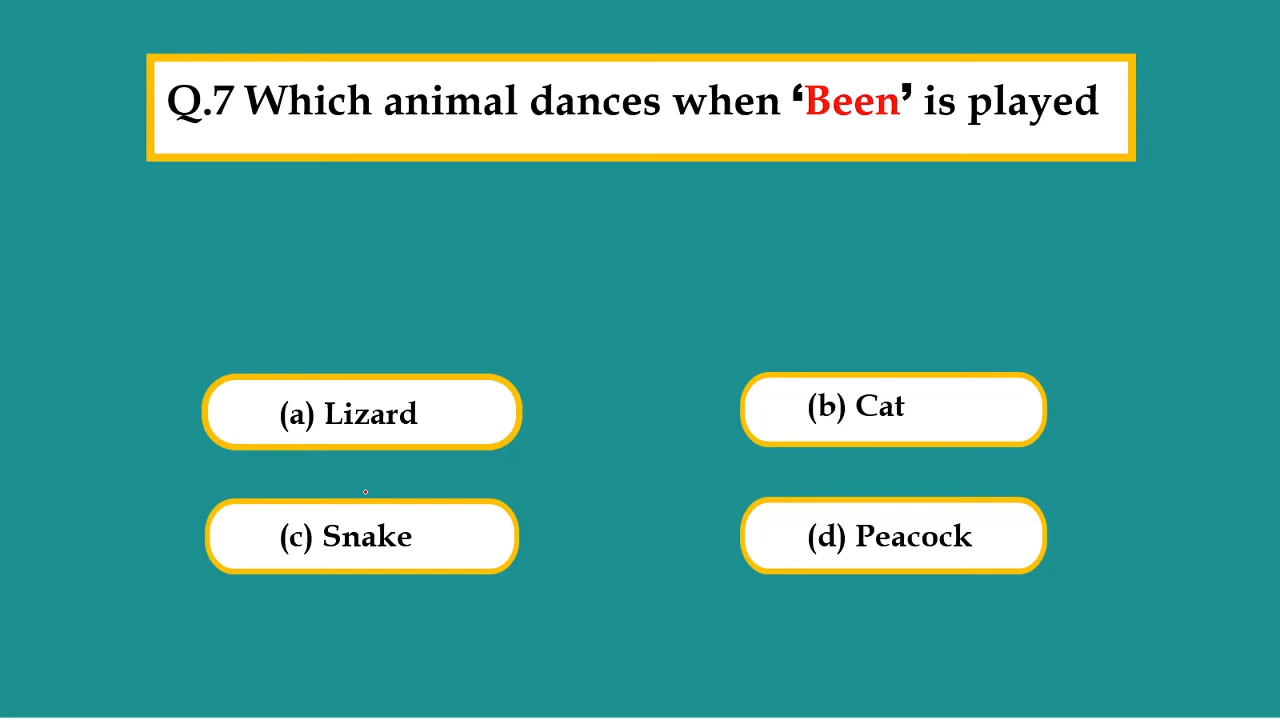 Q.7 Which animal dances when ‘Been’ is played
(a) Lizard
(b) Cat
(c) Snake
(d) Peacock